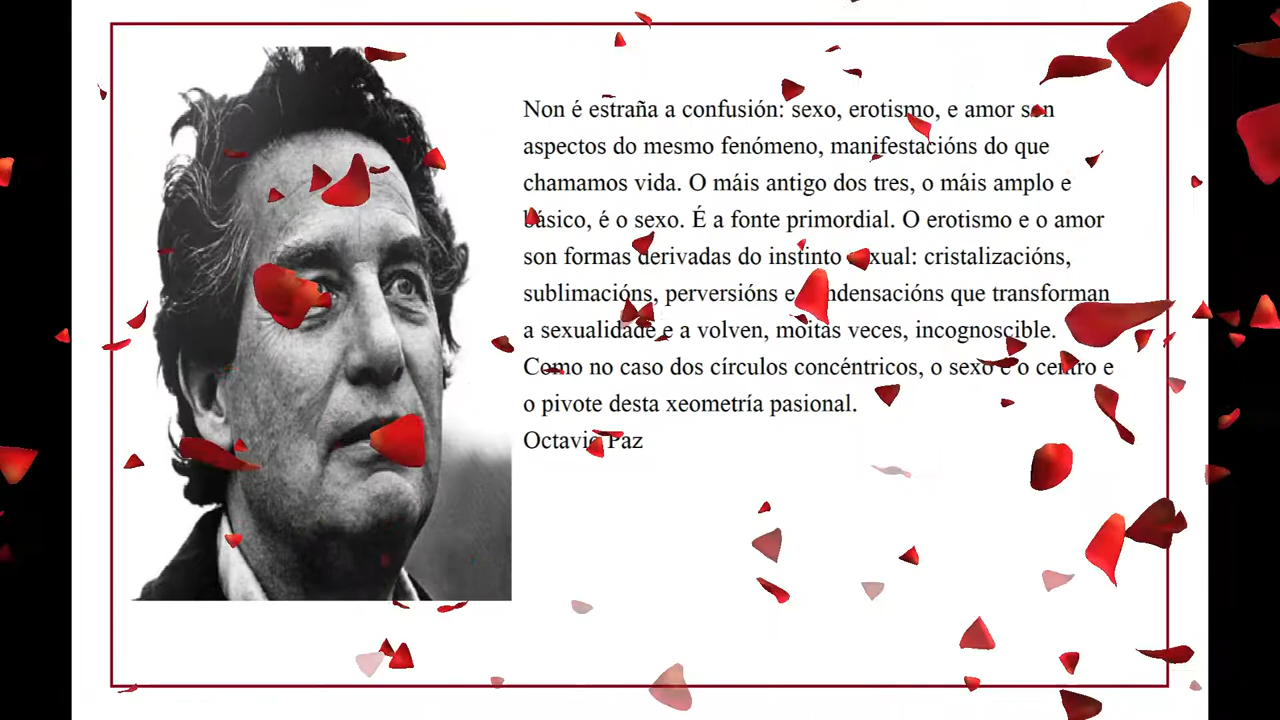 Non é estraña a confusión: sexo, erotismo, e amor son
aspectos do mesmo fenómeno, manifestacións do que
chamamos vida. O máis antigo dos tres, o máis amplo e
básico, é o sexo. É a fonte primordial. O erotismo e o amor
son formas derivadas do instinto sexual: cristalizacións,
sublimacións, perversións e condensacións que transforman
a sexualidade e a volven, moitas veces, incognoscible.
Como no caso dos círculos concéntricos, o sexo é o centro e
o pivote desta xeometría pasional.
Octavio Paz